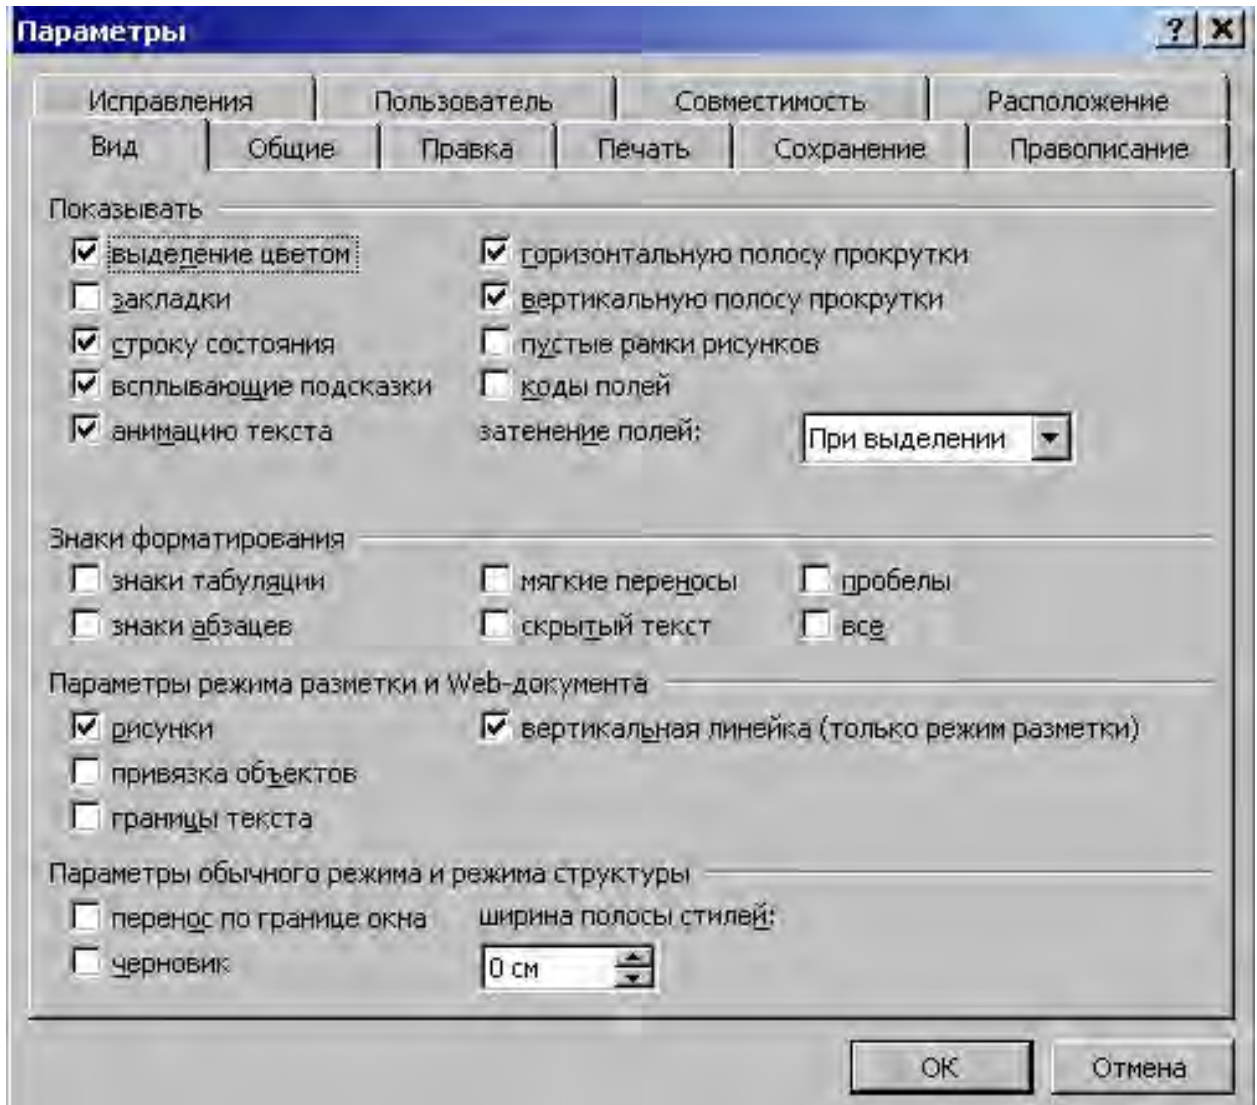 Параметры
Исправления Пользователь Совместимость Расположение
Вид Общие Правка Печать Сохранение Правописание
Показывать
выделение цветом горизонтальную полосу прокрутки
закладки вертикальную полосу прокрутки
строку состояния пустые рамки рисунков
всплывающие подсказки коды полей
анимацию текста затенение полей: При выделении
Знаки форматирования
знаки табуляции мягкие переносы пробелы
знаки абзацев скрытый текст все
Параметры режима разметки и Web-документа
рисунки вертикальная линейка (только режим разметки)
привязка объектов
границы текста
Параметры обычного режима и режима структуры
перенос по границе окна ширина полосы стилей:
черновик 0 см
ОК Отмена